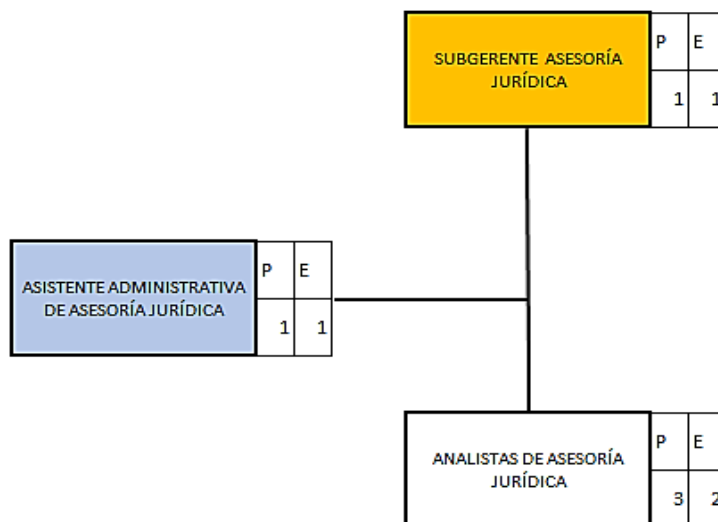 SUBGERENTE ASESORÍA
JURÍDICA
P E
1 1
ASISTENTE ADMINISTRATIVA
DE ASESORÍA JURÍDICA
P E
1 1
ANALISTAS DE ASESORÍA
JURÍDICA
P E
3 2